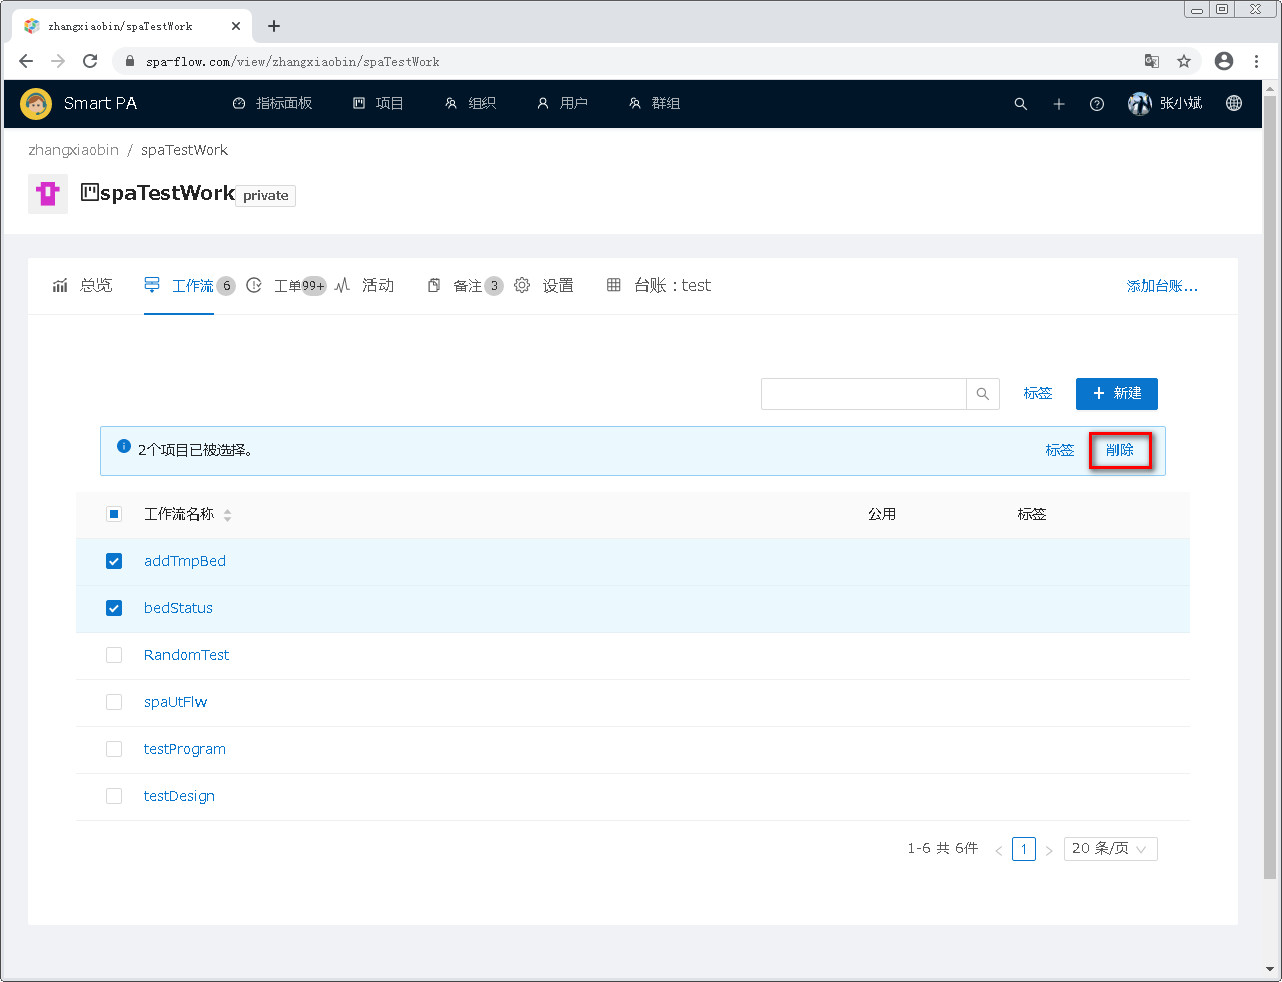 zhangxiaobin/spaTestWork
spa-flow.com/view/zhangxiaobin/spaTestWork
Smart PA 指标面板 项目 组织 用户 群组 张小斌
zhangxiaobin / spaTestWork
spaTestWork private
总览 工作流 6 工单 99+ 活动 备注 3 设置 台账：test 添加台账...
标签 + 新建
2个项目已被选择。 标签 删除
工作流名称 公用 标签
addTmpBed
bedStatus
RandomTest
spaUtFlw
testProgram
testDesign
1-6 共 6件 < 1 > 20 条/页